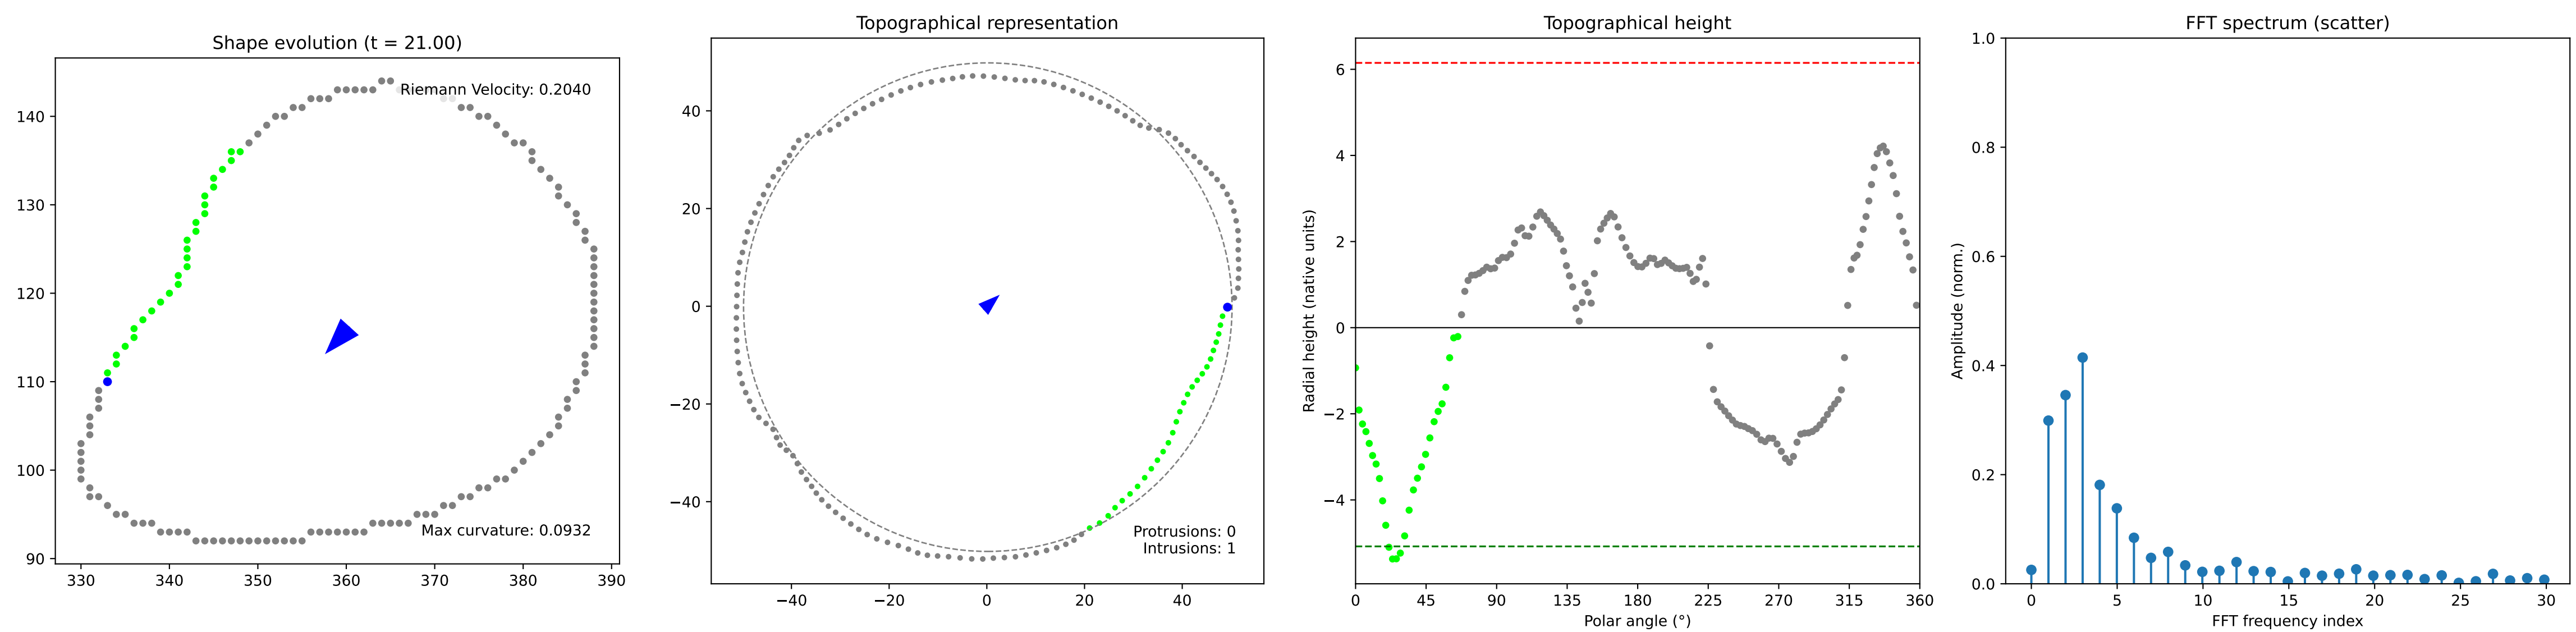 Shape evolution (t = 21.00)
Riemann Velocity: 0.2040
Max curvature: 0.0932
140
130
120
110
100
90
330 340 350 360 370 380 390
Topographical representation
40
20
0
−20
−40
−40 −20 0 20 40
Protrusions: 0
Intrusions: 1
Topographical height
Radial height (native units)
6
4
2
0
−2
−4
0 45 90 135 180 225 270 315 360
Polar angle (°)
FFT spectrum (scatter)
Amplitude (norm.)
1.0
0.8
0.6
0.4
0.2
0.0
0 5 10 15 20 25 30
FFT frequency index